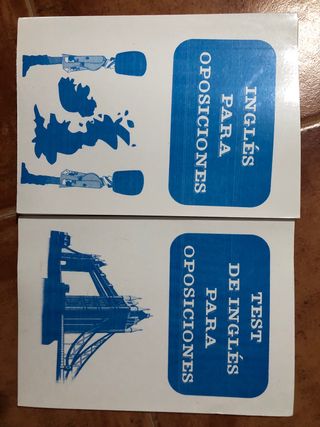 INGLÉS
PARA
OPOSICIONES
TEST
DE INGLÉS
PARA
OPOSICIONES